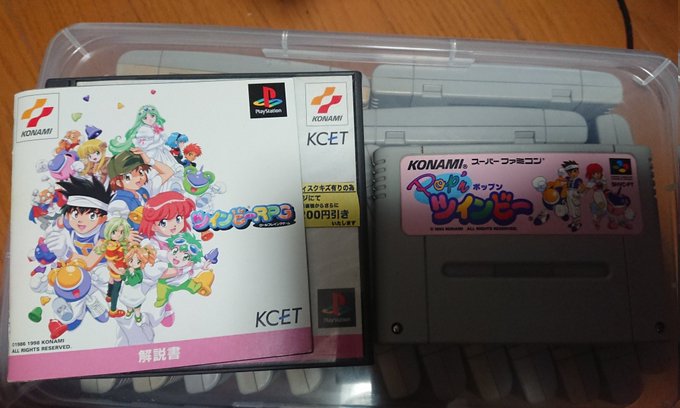 KONAMI
PlayStation
KONAMI
KCET
ツインビーRPG
ロールプレイングゲーム
KCET
©1986 1998 KONAMI
ALL RIGHTS RESERVED.
解説書
ィスクキズ有りの為
ジにて
00円引き
いたします
PlayStation
KONAMI® スーパーファミコン®
Pop'n ポップン
ツインビー
© 1993 KONAMI ALL RIGHTS RESERVED.
SHVC-PT